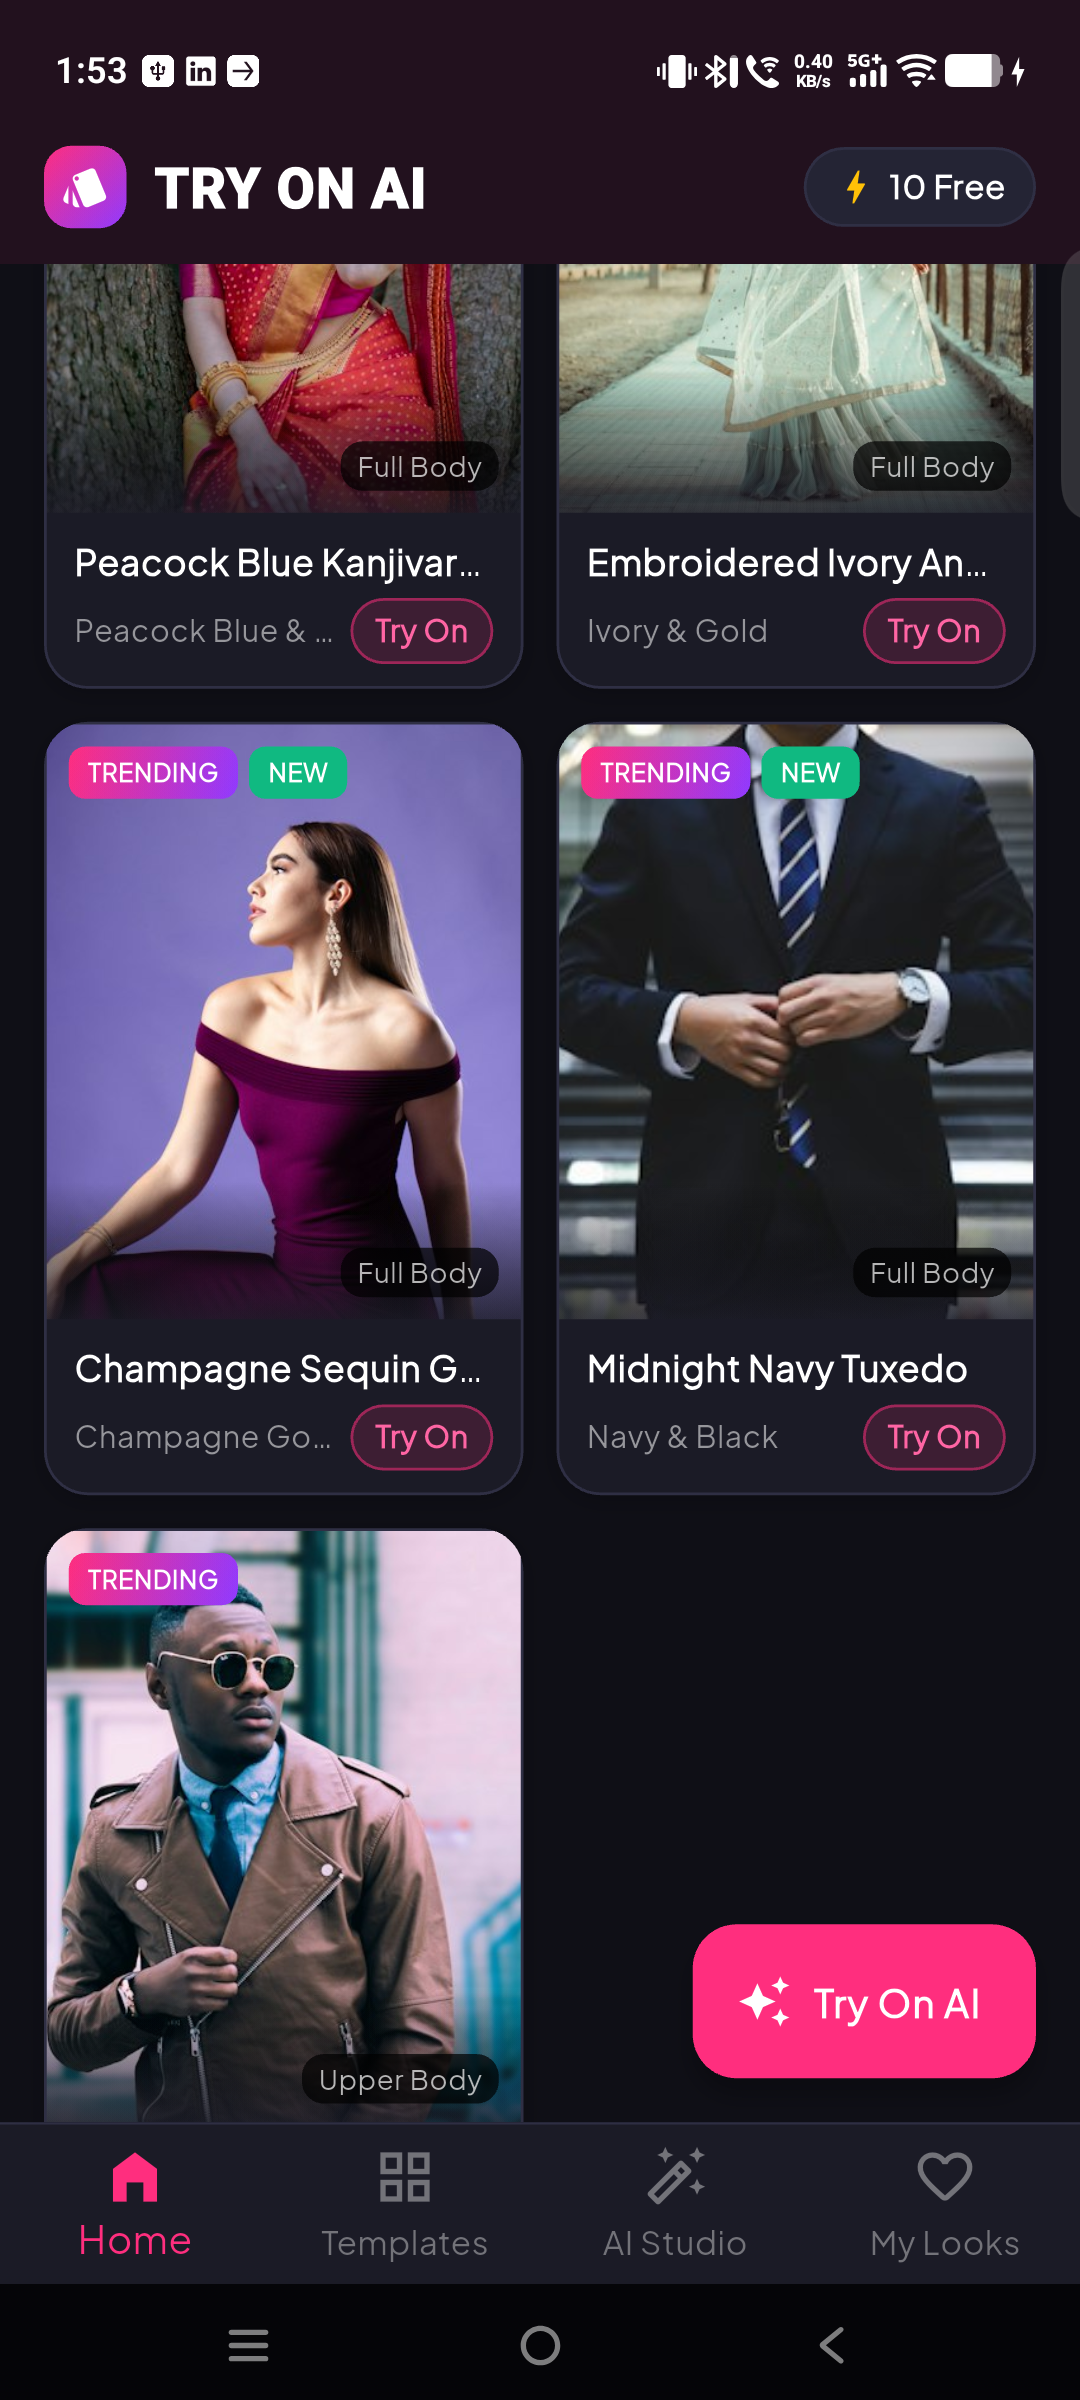 1:53
0.40
KB/s
5G+
TRY ON AI
10 Free
Full Body
Full Body
Peacock Blue Kanjivar...
Embroidered Ivory An...
Peacock Blue & ...
Try On
Ivory & Gold
Try On
TRENDING
NEW
TRENDING
NEW
Full Body
Full Body
Champagne Sequin G...
Midnight Navy Tuxedo
Champagne Go...
Try On
Navy & Black
Try On
TRENDING
Upper Body
Try On AI
Home
Templates
AI Studio
My Looks